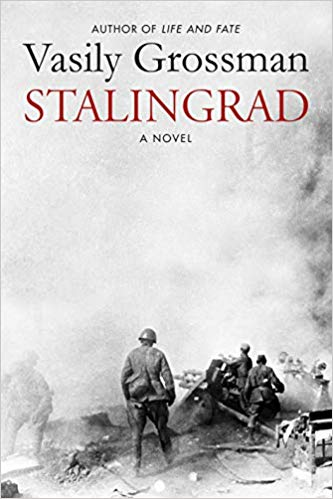 AUTHOR OF LIFE AND FATE
Vasily Grossman
STALINGRAD
A NOVEL